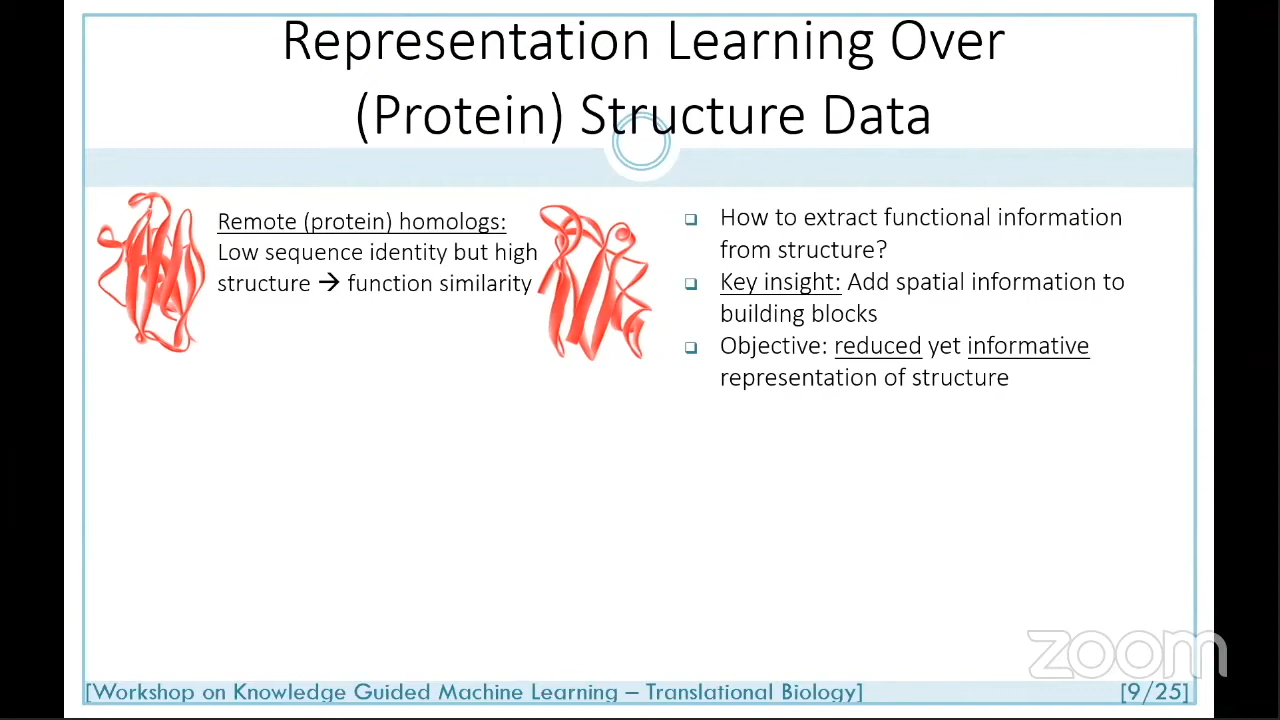 Representation Learning Over
(Protein) Structure Data
Remote (protein) homologs:
Low sequence identity but high
structure → function similarity
❑ How to extract functional information
from structure?
❑ Key insight: Add spatial information to
building blocks
❑ Objective: reduced yet informative
representation of structure
zoom
[Workshop on Knowledge Guided Machine Learning – Translational Biology]
[9/25]